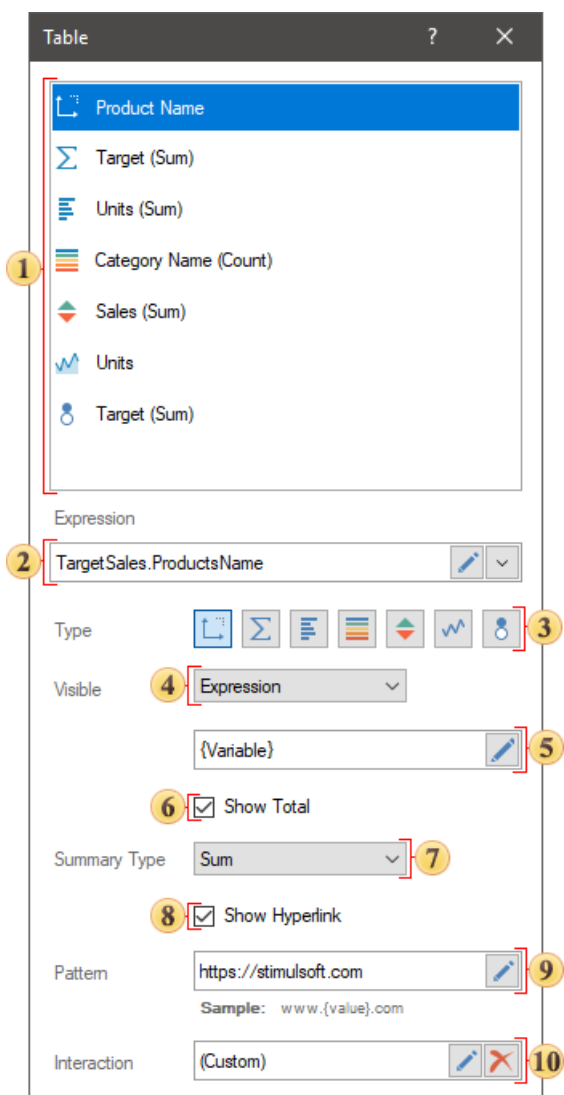 Table ?
Product Name
Target (Sum)
Units (Sum)
1 Category Name (Count)
Sales (Sum)
Units
Target (Sum)
Expression
2 TargetSales.ProductsName
Type 3
Visible 4 Expression
{Variable} 5
6 Show Total
Summary Type Sum 7
8 Show Hyperlink
Pattern https://stimulsoft.com 9
Sample: www.{value}.com
Interaction (Custom) 10